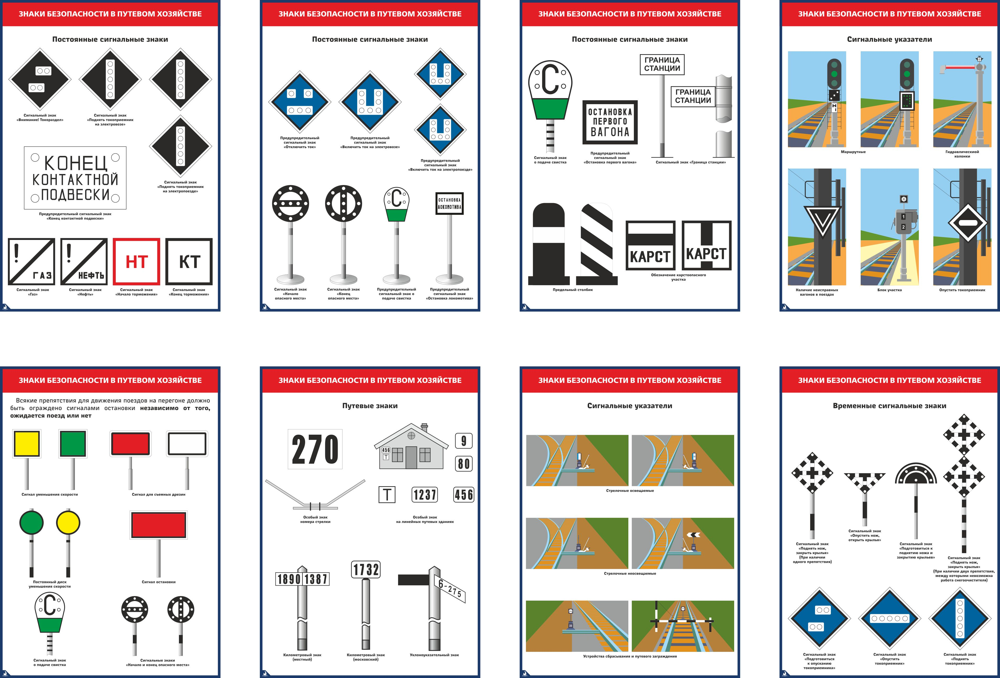 ЗНАКИ БЕЗОПАСНОСТИ В ПУТЕВОМ ХОЗЯЙСТВЕ
Постоянные сигнальные знаки
Сигнальный знак
«Внимание! Токораздел»
Сигнальный знак
«Поднять токоприемник
на электровозе»
Сигнальный знак
«Поднять токоприемник
на электропоезде»
КОНЕЦ
КОНТАКТНОЙ
ПОДВЕСКИ
Предупредительный сигнальный знак
«Конец контактной подвески»
!
ГАЗ
!
НЕФТЬ
НТ
КТ
Сигнальный знак
«Газ»
Сигнальный знак
«Нефть»
Сигнальный знак
«Начало торможения»
Сигнальный знак
«Конец торможения»
ЗНАКИ БЕЗОПАСНОСТИ В ПУТЕВОМ ХОЗЯЙСТВЕ
Постоянные сигнальные знаки
Предупредительный
сигнальный знак
«Отключить ток»
Предупредительный
сигнальный знак
«Включить ток на электровозе»
Предупредительный
сигнальный знак
«Включить ток на электропоезде»
С
ОСТАНОВКА
ЛОКОМОТИВА
Сигнальный знак
«Начало
опасного места»
Сигнальный знак
«Конец
опасного места»
Предупредительный
сигнальный знак о
подаче свистка
Предупредительный
сигнальный знак
«Остановка локомотива»
ЗНАКИ БЕЗОПАСНОСТИ В ПУТЕВОМ ХОЗЯЙСТВЕ
Постоянные сигнальные знаки
С
ОСТАНОВКА
ПЕРВОГО
ВАГОНА
ГРАНИЦА
СТАНЦИИ
ГРАНИЦА
СТАНЦИИ
Сигнальный знак
о подаче свистка
Предупредительный
сигнальный знак
«Остановка первого вагона»
Сигнальный знак «Граница станции»
КАРСТ
КАРСТ
Предельный столбик
Обозначение карстоопасного
участка
ЗНАКИ БЕЗОПАСНОСТИ В ПУТЕВОМ ХОЗЯЙСТВЕ
Сигнальные указатели
Маршрутные
Гидравлическиой
колонки
1
2
Наличие неисправных
вагонов в поездах
Блок участка
Опустить токоприемник
ЗНАКИ БЕЗОПАСНОСТИ В ПУТЕВОМ ХОЗЯЙСТВЕ
Всякие препятствия для движения поездов на перегоне должно
быть ограждено сигналами остановки независимо от того,
ожидается поезд или нет
Сигнал уменьшения скорости
Сигнал для съемных дрезин
Постоянный диск
уменьшения скорости
Сигнал остановки
С
Сигнальный знак
о подаче свистка
Сигнальные знаки
«Начало и конец опасного места»
ЗНАКИ БЕЗОПАСНОСТИ В ПУТЕВОМ ХОЗЯЙСТВЕ
Путевые знаки
270
456
Т
9
80
Т
1237
456
Особый знак
номера стрелки
Особый знак
на линейных путевых зданиях
1890 1387
1732
6-275
Километровый знак
(местный)
Километровый знак
(московский)
Уклоноуказательный знак
ЗНАКИ БЕЗОПАСНОСТИ В ПУТЕВОМ ХОЗЯЙСТВЕ
Сигнальные указатели
22
22
Стрелочные освещаемые
22
22
Стрелочные неосвещаемые
22
Устройства сбрасывания и путевого заграждения
ЗНАКИ БЕЗОПАСНОСТИ В ПУТЕВОМ ХОЗЯЙСТВЕ
Временные сигнальные знаки
Сигнальный знак
«Поднять нож,
закрыть крылья»
(При наличии
одного препятствия)
Сигнальный знак
«Опустить нож,
открыть крылья»
Сигнальный знак
«Подготовиться к
поднятию ножа и
закрытию крыльев»
Сигнальный знак
«Поднять нож,
закрыть крылья»
(При наличии двух препятствия,
между которыми невозможна
работа снегоочистителя)
Сигнальный знак
«Подготовиться
к опусканию
токоприемника»
Сигнальный знак
«Опустить
токоприемник»
Сигнальный знак
«Поднять
токоприемник»